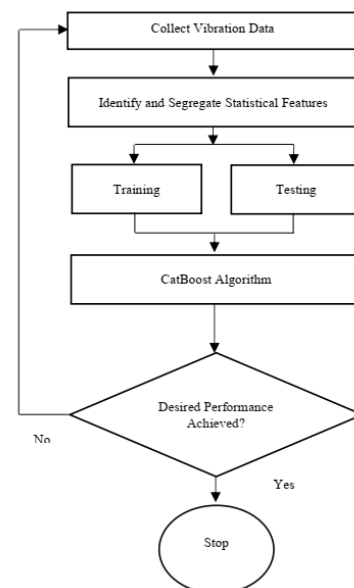 Collect Vibration Data
Identify and Segregate Statistical Features
Training
Testing
CatBoost Algorithm
Desired Performance
Achieved?
No
Yes
Stop